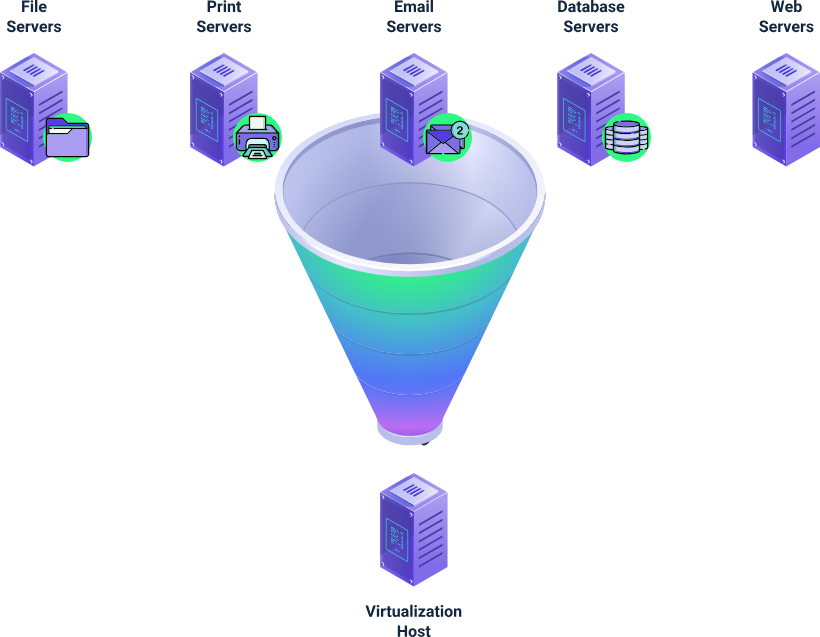 File
Servers
Print
Servers
Email
Servers
Database
Servers
Web
Servers
2
Virtualization
Host